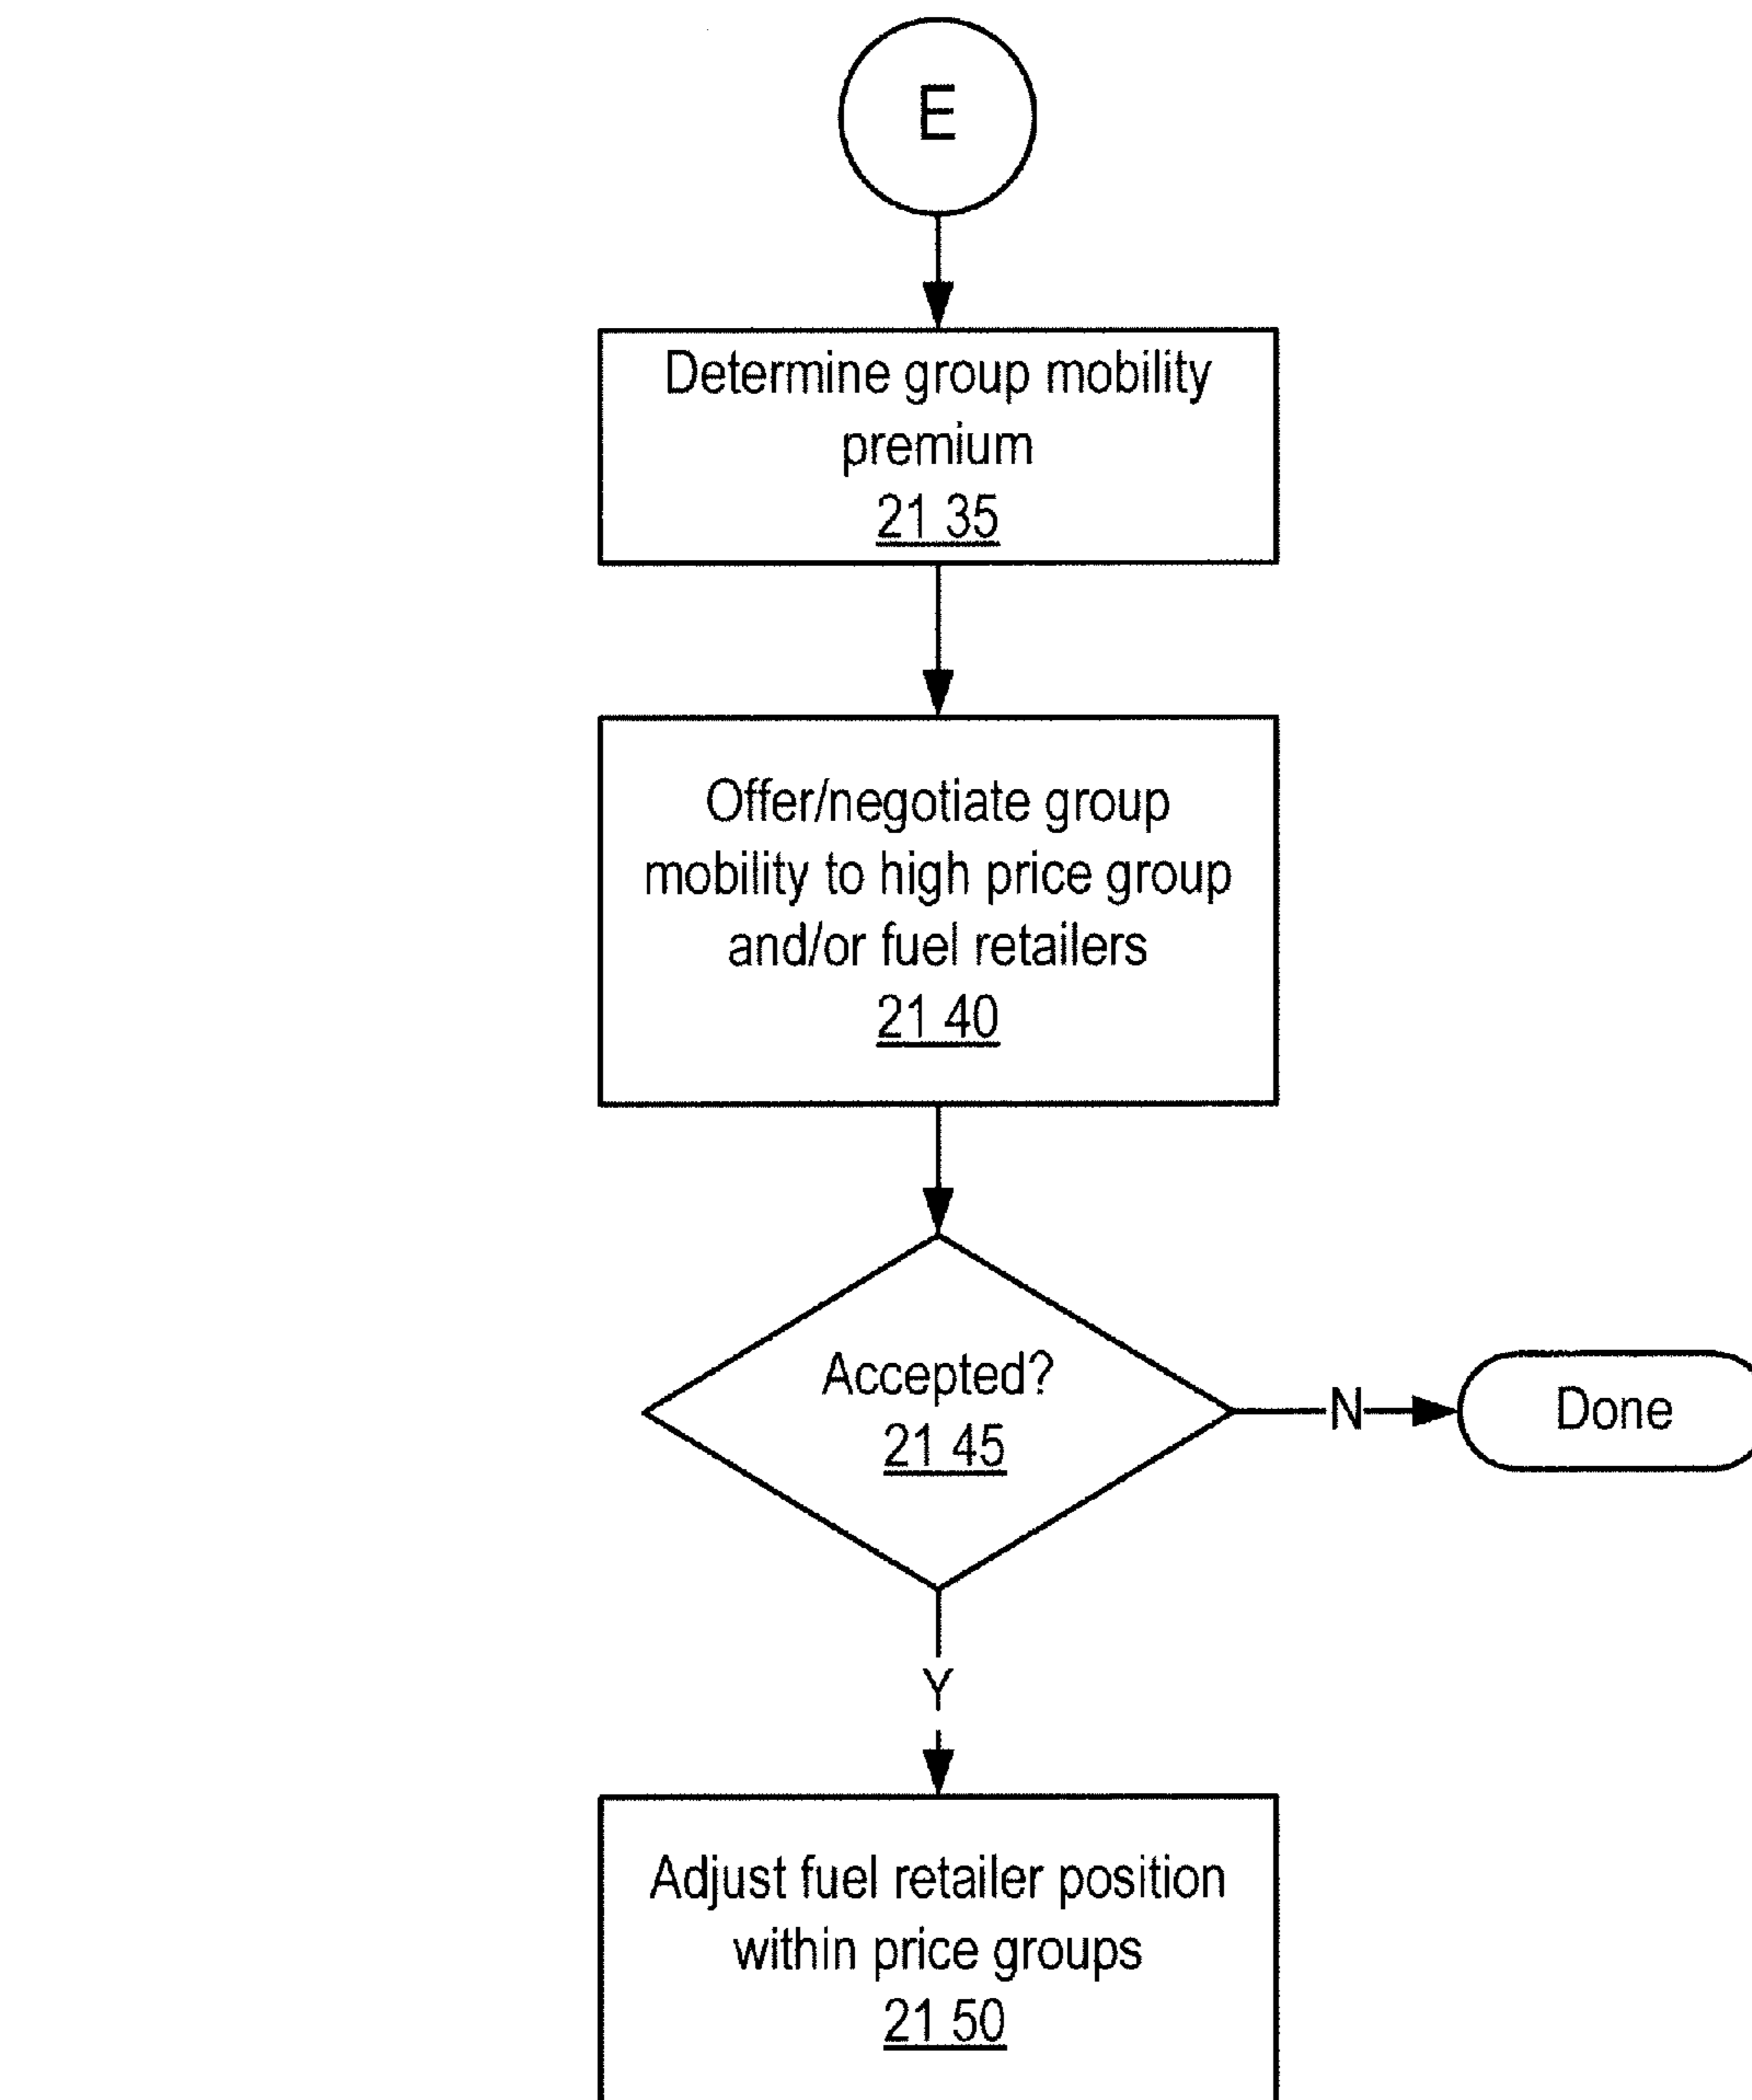 E
Determine group mobility
premium
21 35
Offer/negotiate group
mobility to high price group
and/or fuel retailers
21 40
Accepted?
21 45
N
Done
Y
Adjust fuel retailer position
within price groups
21 50